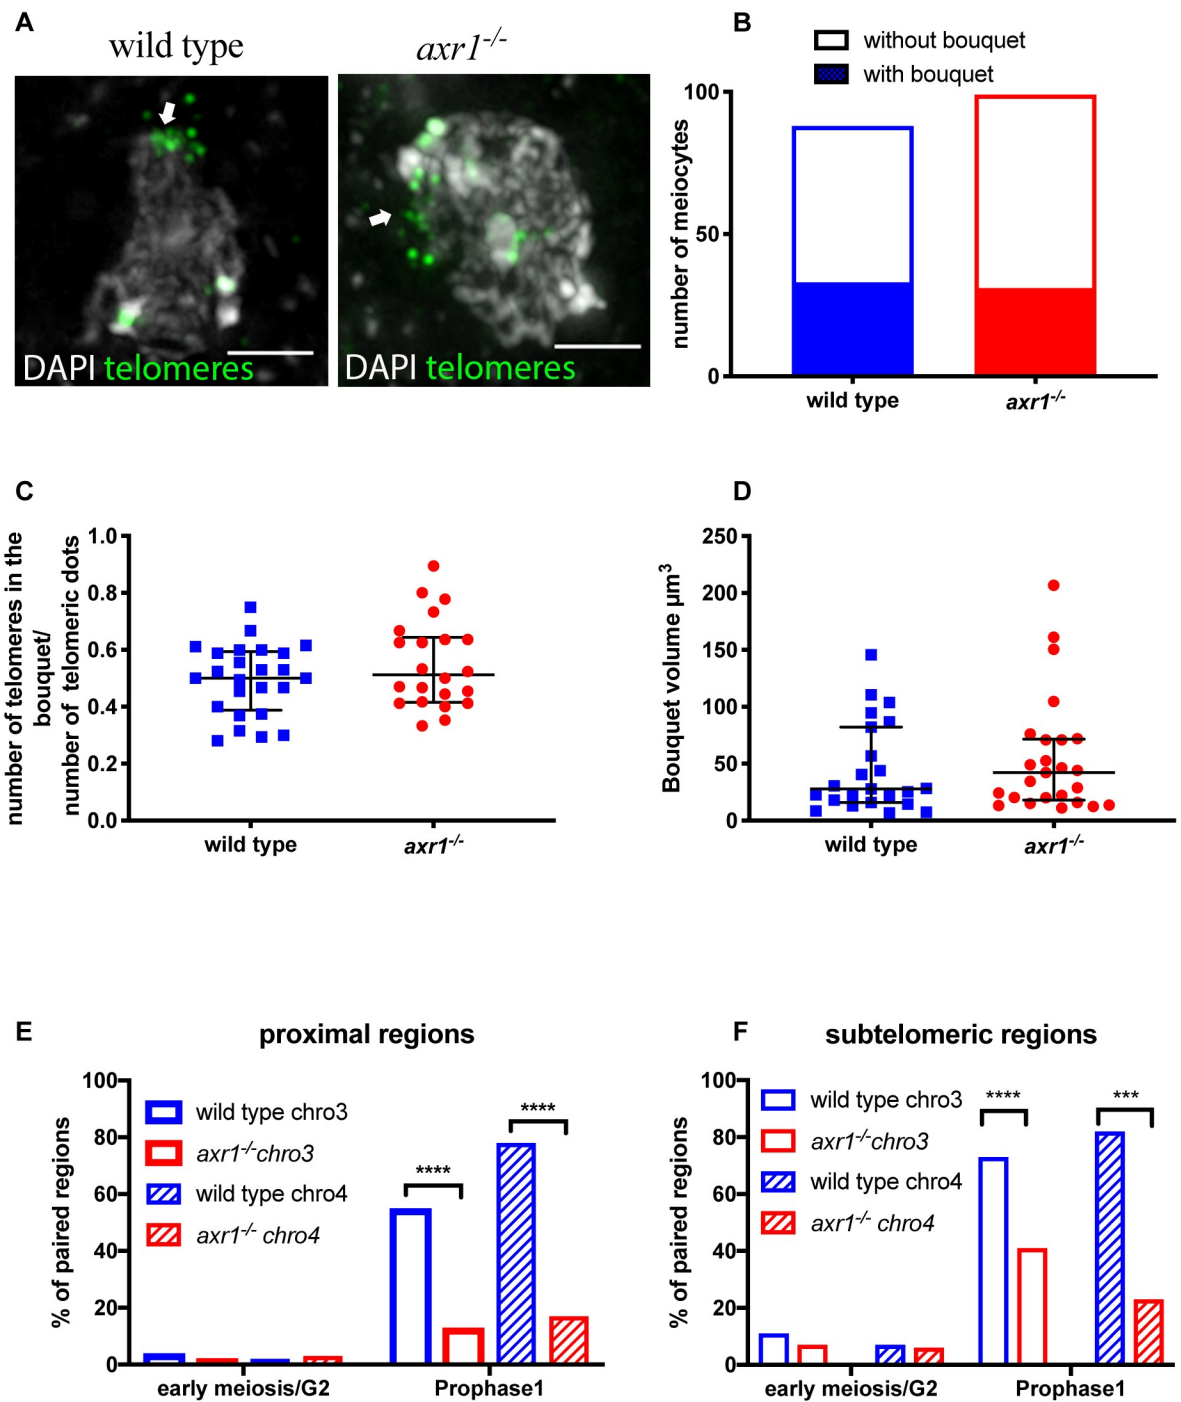 A
wild type
axr1-/-
DAPI telomeres
DAPI telomeres
B
without bouquet
with bouquet
number of meiocytes
100
50
0
wild type
axr1-/-
C
number of telomeres in the
bouquet/
number of telomeric dots
1.0
0.8
0.6
0.4
0.2
0.0
wild type
axr1-/-
D
Bouquet volume µm3
250
200
150
100
50
0
wild type
axr1-/-
E
proximal regions
% of paired regions
100
80
60
40
20
0
wild type chro3
axr1-/-chro3
wild type chro4
axr1-/- chro4
****
****
early meiosis/G2
Prophase1
F
subtelomeric regions
% of paired regions
100
80
60
40
20
0
wild type chro3
axr1-/-chro3
wild type chro4
axr1-/- chro4
****
***
early meiosis/G2
Prophase1